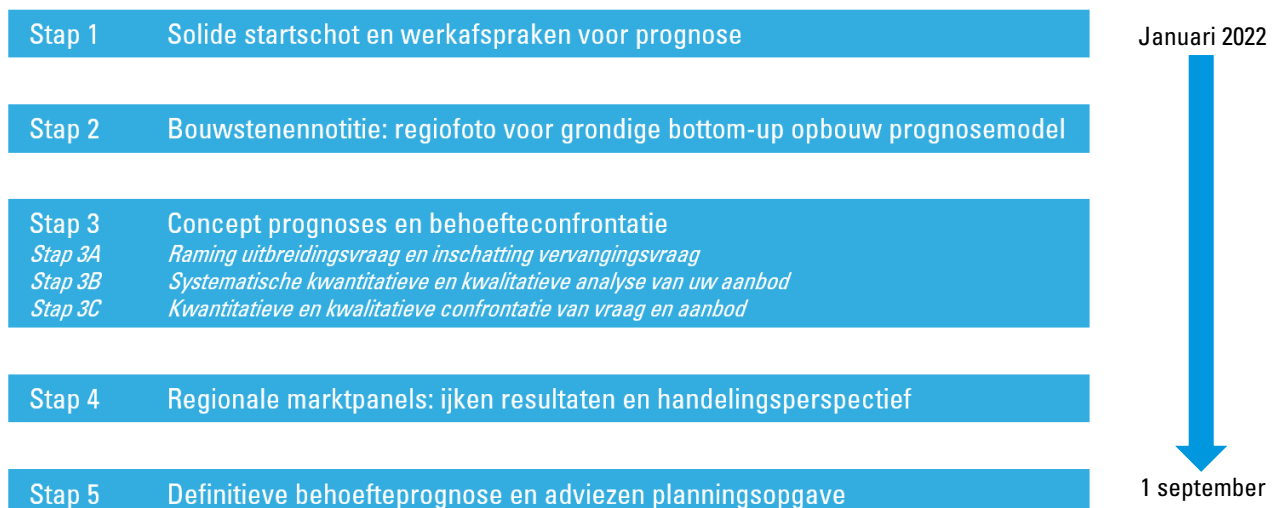 Stap 1 Solide startschot en werkafspraken voor prognose
Januari 2022
Stap 2 Bouwstenennotitie: regiofoto voor grondige bottom-up opbouw prognosemodel
Stap 3 Concept prognoses en behoefteconfrontatie
Stap 3A Raming uitbreidingsvraag en inschatting vervangingsvraag
Stap 3B Systematische kwantitatieve en kwalitatieve analyse van uw aanbod
Stap 3C Kwantitatieve en kwalitatieve confrontatie van vraag en aanbod
Stap 4 Regionale marktpanels: ijken resultaten en handelingsperspectief
Stap 5 Definitieve behoefteprognose en adviezen planningsopgave
1 september